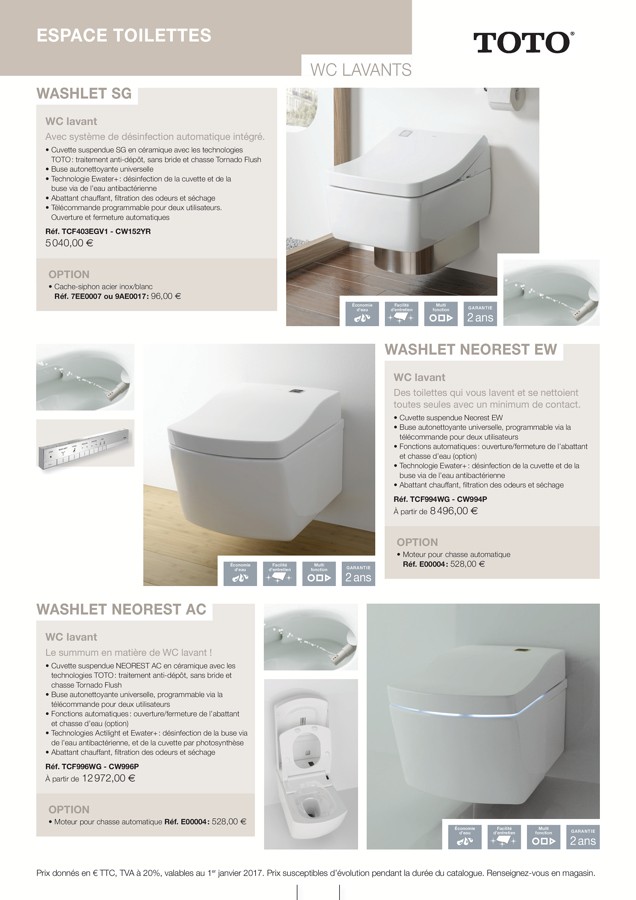 ESPACE TOILETTES
TOTO®
WC LAVANTS
WASHLET SG
WC lavant
Avec système de désinfection automatique intégré.
• Cuvette suspendue SG en céramique avec les technologies
TOTO : traitement anti-dépôt, sans bride et chasse Tornado Flush
• Buse autonettoyante universelle
• Technologie Ewater+ : désinfection de la cuvette et de la
buse via de l'eau antibactérienne
• Abattant chauffant, filtration des odeurs et séchage
• Télécommande programmable pour deux utilisateurs.
Ouverture et fermeture automatiques
Réf. TCF403EGV1 - CW152YR
5 040,00 €
OPTION
• Cache-siphon acier inox/blanc
Réf. 7EE0007 ou 9AE0017 : 96,00 €
Économie d'eau
Facilité d'entretien
Multi fonction
GARANTIE 2 ans
WASHLET NEOREST EW
WC lavant
Des toilettes qui vous lavent et se nettoient
toutes seules avec un minimum de contact.
• Cuvette suspendue Neorest EW
• Buse autonettoyante universelle, programmable via la
télécommande pour deux utilisateurs
• Fonctions automatiques : ouverture/fermeture de l'abattant
et chasse d'eau (option)
• Technologie Ewater+ : désinfection de la cuvette et de la
buse via de l'eau antibactérienne
• Abattant chauffant, filtration des odeurs et séchage
Réf. TCF994WG - CW994P
À partir de 8 496,00 €
OPTION
• Moteur pour chasse automatique
Réf. E00004 : 528,00 €
Économie d'eau
Facilité d'entretien
Multi fonction
GARANTIE 2 ans
WASHLET NEOREST AC
WC lavant
Le summum en matière de WC lavant !
• Cuvette suspendue NEOREST AC en céramique avec les
technologies TOTO : traitement anti-dépôt, sans bride et
chasse Tornado Flush
• Buse autonettoyante universelle, programmable via la
télécommande pour deux utilisateurs
• Fonctions automatiques : ouverture/fermeture de l'abattant
et chasse d'eau (option)
• Technologies Actilight et Ewater+ : désinfection de la buse via
de l'eau antibactérienne, et de la cuvette par photosynthèse
• Abattant chauffant, filtration des odeurs et séchage
Réf. TCF996WG - CW996P
À partir de 12 972,00 €
OPTION
• Moteur pour chasse automatique Réf. E00004 : 528,00 €
Économie d'eau
Facilité d'entretien
Multi fonction
GARANTIE 2 ans
Prix donnés en € TTC, TVA à 20%, valables au 1er janvier 2017. Prix susceptibles d'évolution pendant la durée du catalogue. Renseignez-vous en magasin.